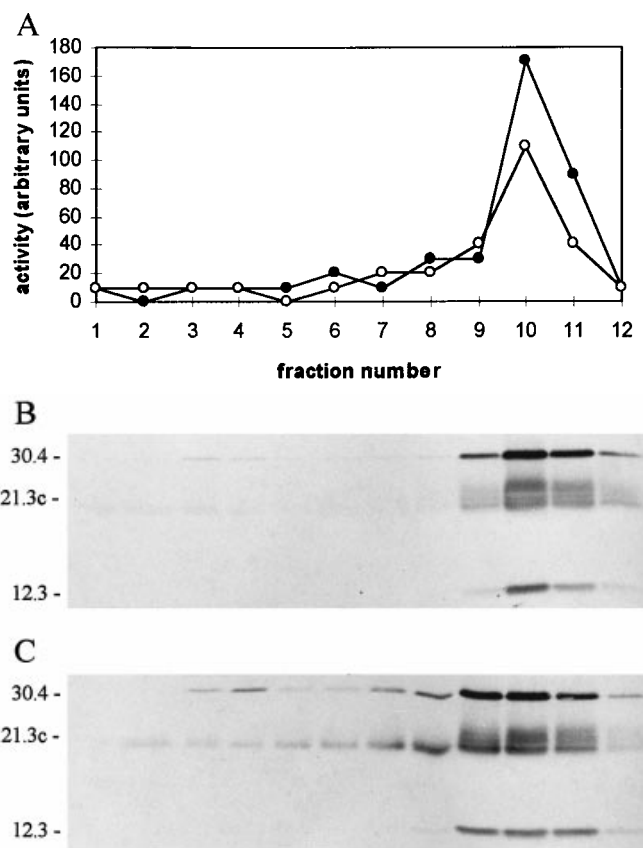 A
activity (arbitrary units)
180
160
140
120
100
80
60
40
20
0
1 2 3 4 5 6 7 8 9 10 11 12
fraction number
B
30.4 -
21.3c -
12.3 -
C
30.4 -
21.3c -
12.3 -